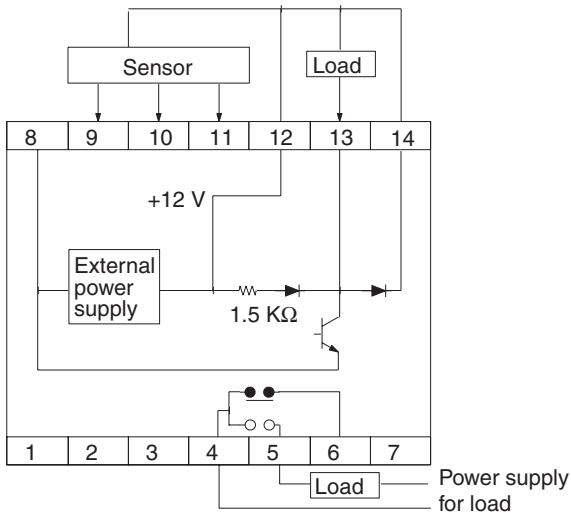 Sensor
Load
8 9 10 11 12 13 14
+12 V
External
power
supply
1.5 KΩ
1 2 3 4 5 6 7
Load
Power supply
for load